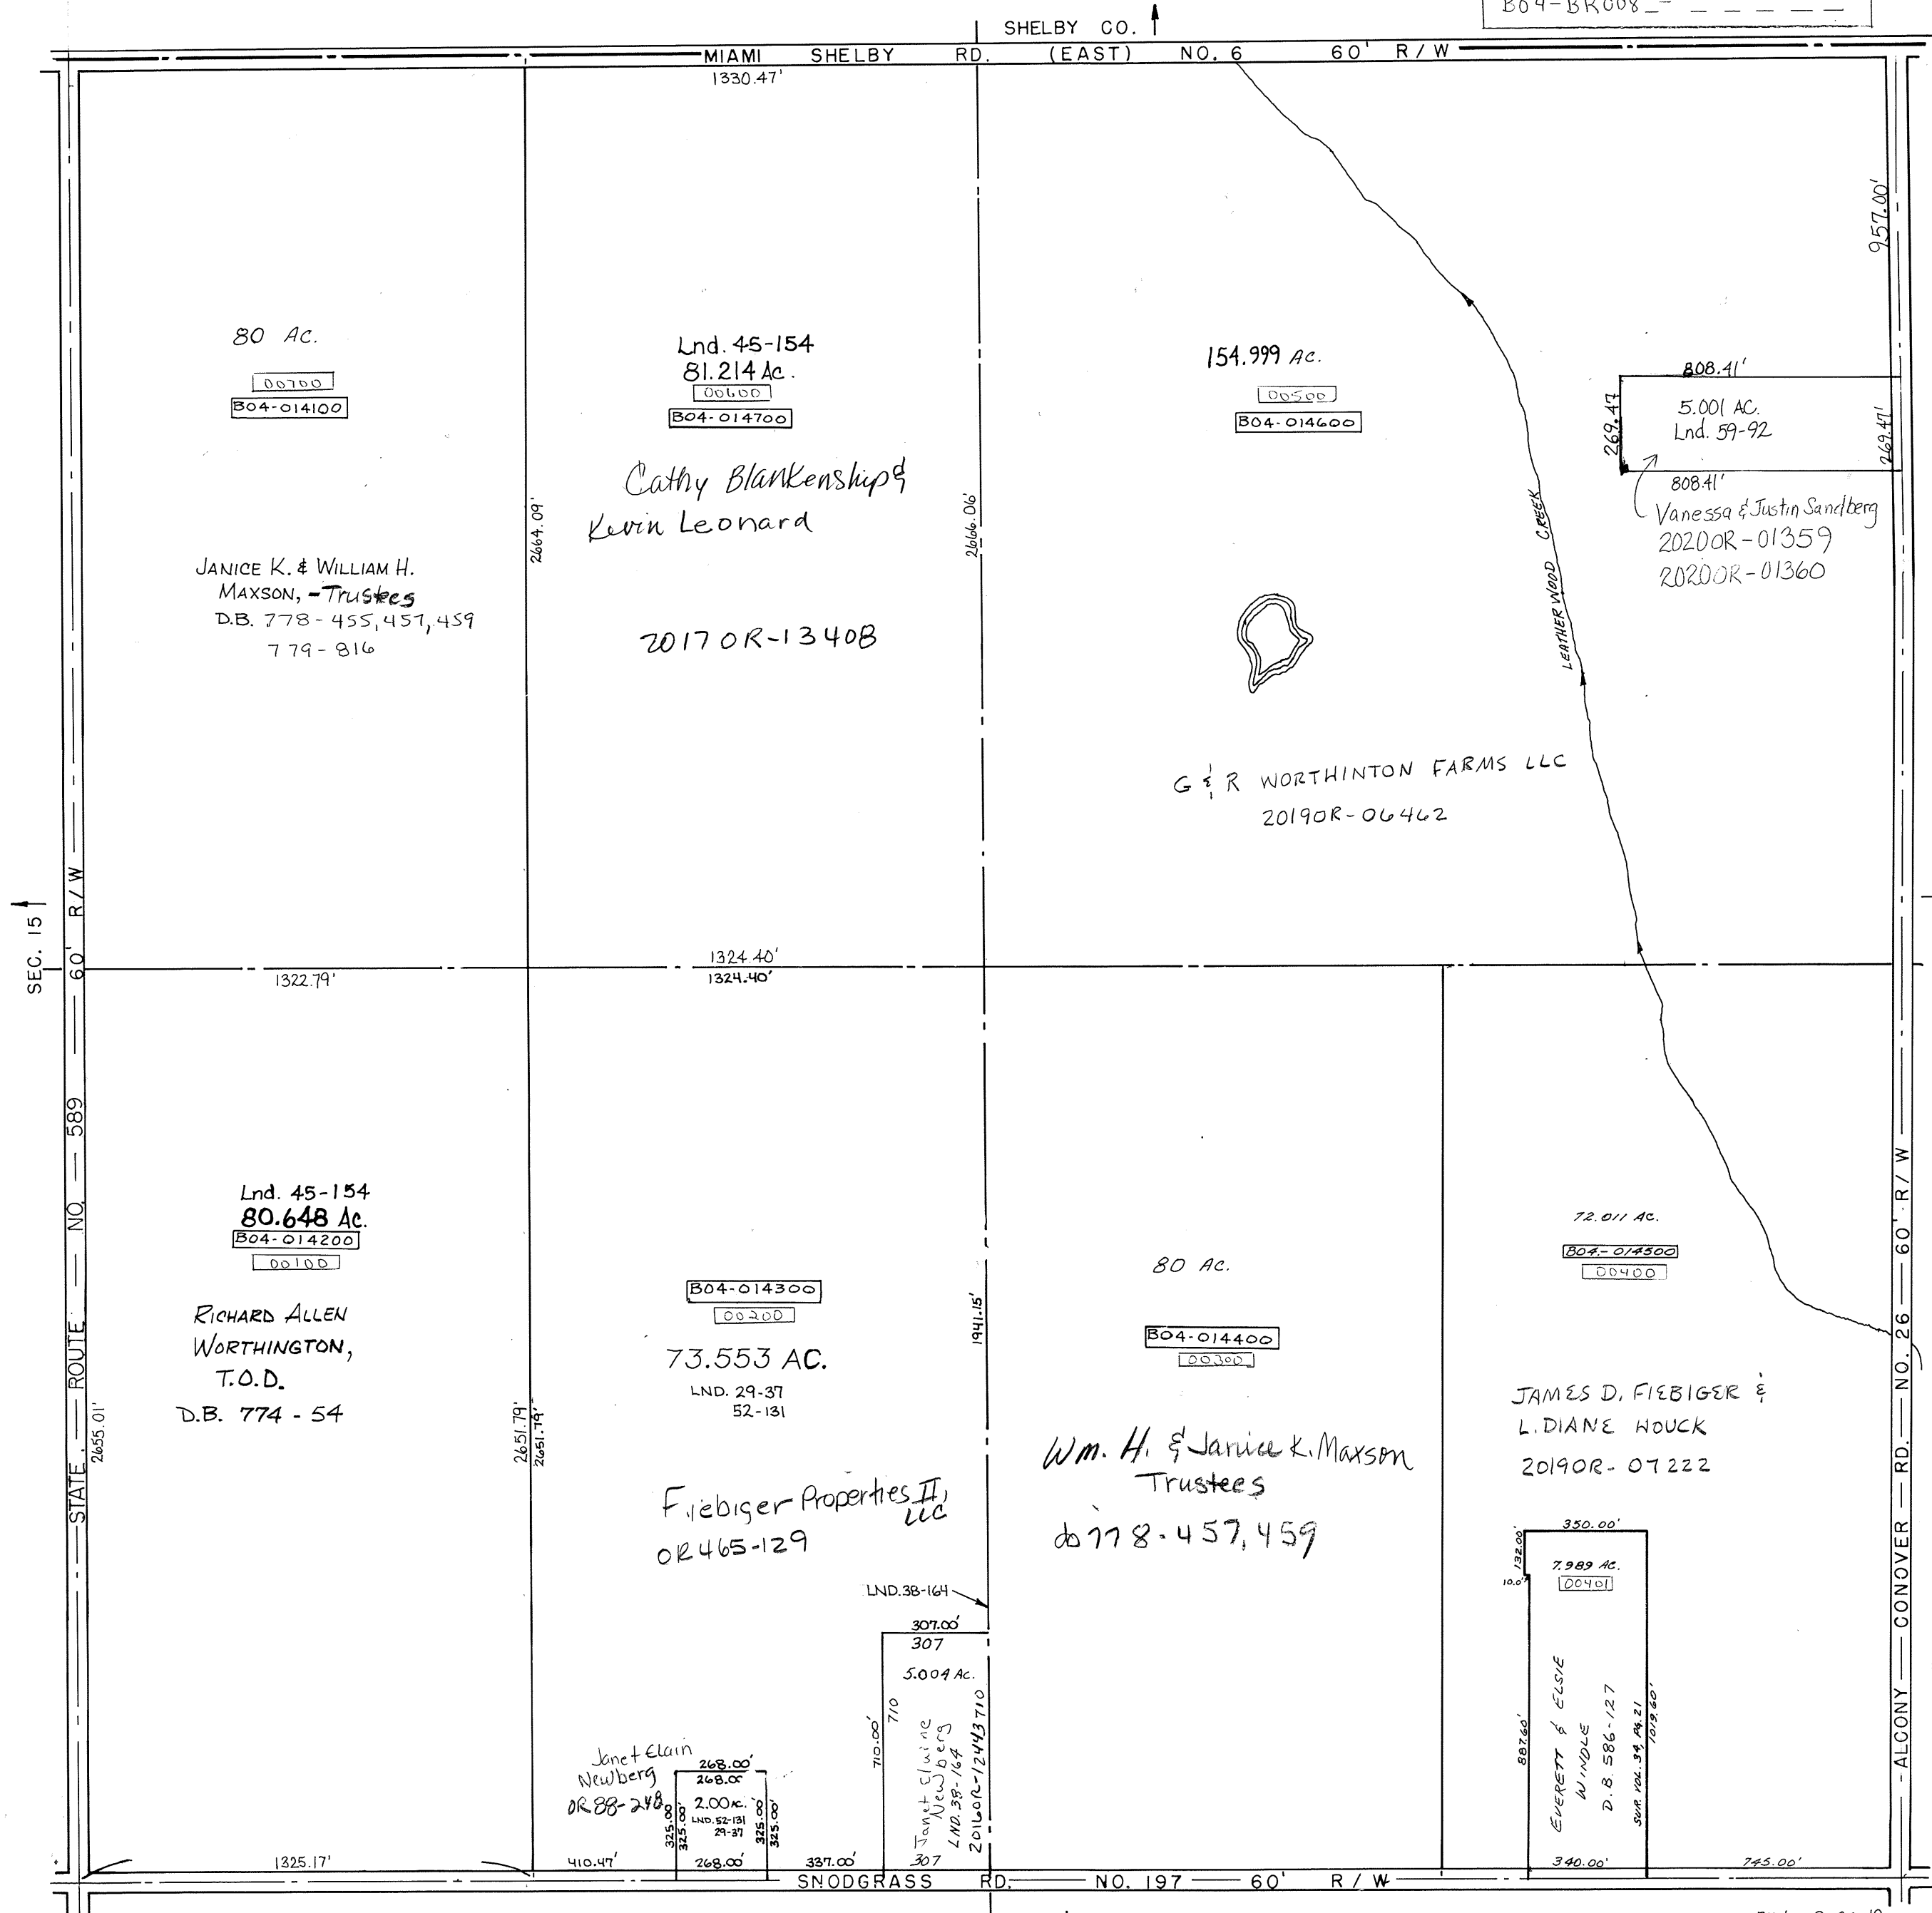 B04-BR008
SHELBY CO.
MIAMI SHELBY RD. (EAST) NO. 6 60' R/W
1330.47'
957.00'
80 AC.
00700
B04-014100
JANICE K. & WILLIAM H.
MAXSON, - Trustees
D.B. 778-455, 457, 459
779-816
Lnd. 45-154
81.214 Ac.
00600
B04-014700
Cathy Blankenship &
Kevin Leonard
2017OR-13408
2664.09'
2666.06'
154.999 Ac.
00500
B04-014600
G & R WORTHINTON FARMS LLC
2019OR-06462
LEATHERWOOD CREEK
808.41'
269.47
5.001 AC.
Lnd. 59-92
269.47'
808.41'
Vanessa & Justin Sandberg
2020OR-01359
2020OR-01360
SEC. 15
STATE ROUTE NO. 589 60' R/W
1322.79'
1324.40'
1324.40'
Lnd. 45-154
80.648 Ac.
B04-014200
00100
RICHARD ALLEN
WORTHINGTON,
T.O.D.
D.B. 774-54
2655.01'
2651.79'
2651.79'
B04-014300
00200
73.553 AC.
LND. 29-37
52-131
Fiebiger Properties II,
LLC
OR465-129
1941.15'
LND. 38-164
307.00'
307
5.004 AC.
710.00'
710
Janet Elaine
Newberg
LND. 38-164
2016OR-12443
710
307
Janet Elain
Newberg
OR 88-248
268.00'
268.00
2.00 AC.
LND. 52-131
29-37
325.00
325.00'
325.00'
325.00'
80 AC.
B04-014400
00300
Wm. H. & Janice K. Maxson
Trustees
db 778-457, 459
72.011 AC.
B04-014500
00400
JAMES D. FIEBIGER &
L. DIANE HOUCK
2019OR-07222
350.00'
132.00'
10.0'
7.989 AC.
00401
887.60'
EVERETT & ELSIE
WINDLE
D.B. 586-127
SUR. VOL. 34, PG. 21
1019.60'
1325.17'
410.47'
268.00'
337.00'
340.00'
745.00'
SNODGRASS RD. NO. 197 60' R/W
ALCONY CONOVER RD. NO. 26 60' R/W